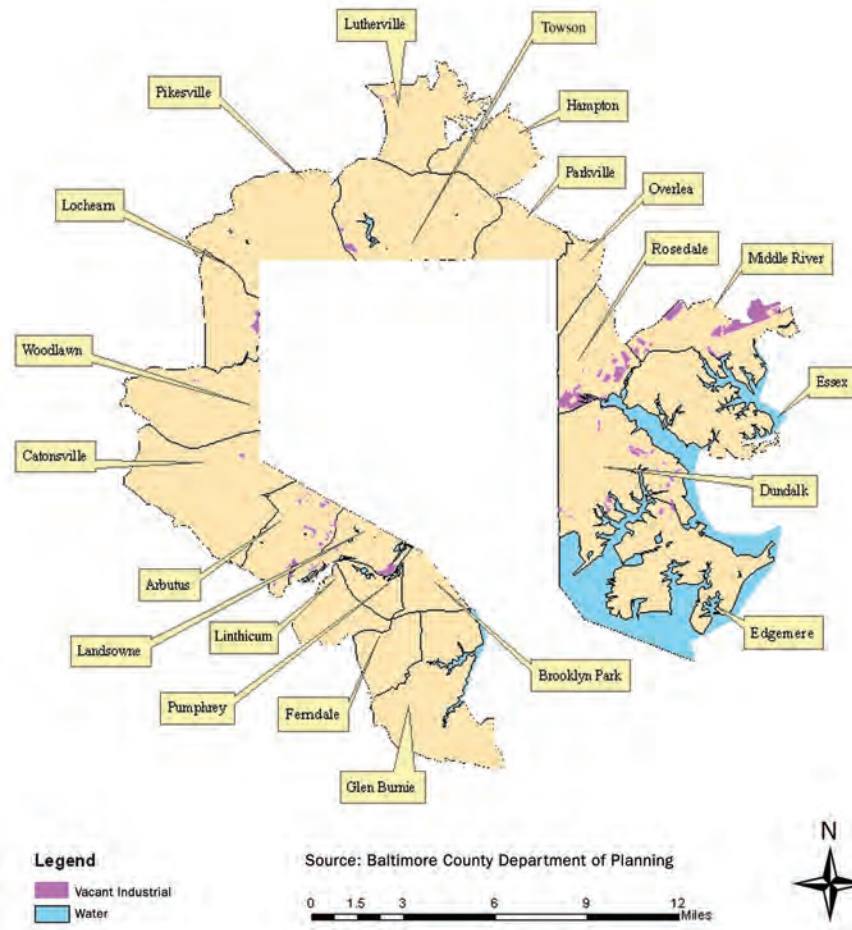 Lutherville
Towson
Pikesville
Hampton
Parkville
Lochearn
Overlea
Rosedale
Middle River
Woodlawn
Essex
Catonsville
Dundalk
Arbutus
Linthicum
Landsowne
Edgemere
Brooklyn Park
Pumphrey
Ferndale
Glen Burnie
N
Legend
Source: Baltimore County Department of Planning
Vacant Industrial
Water
0 1.5 3 6 9 12
Miles